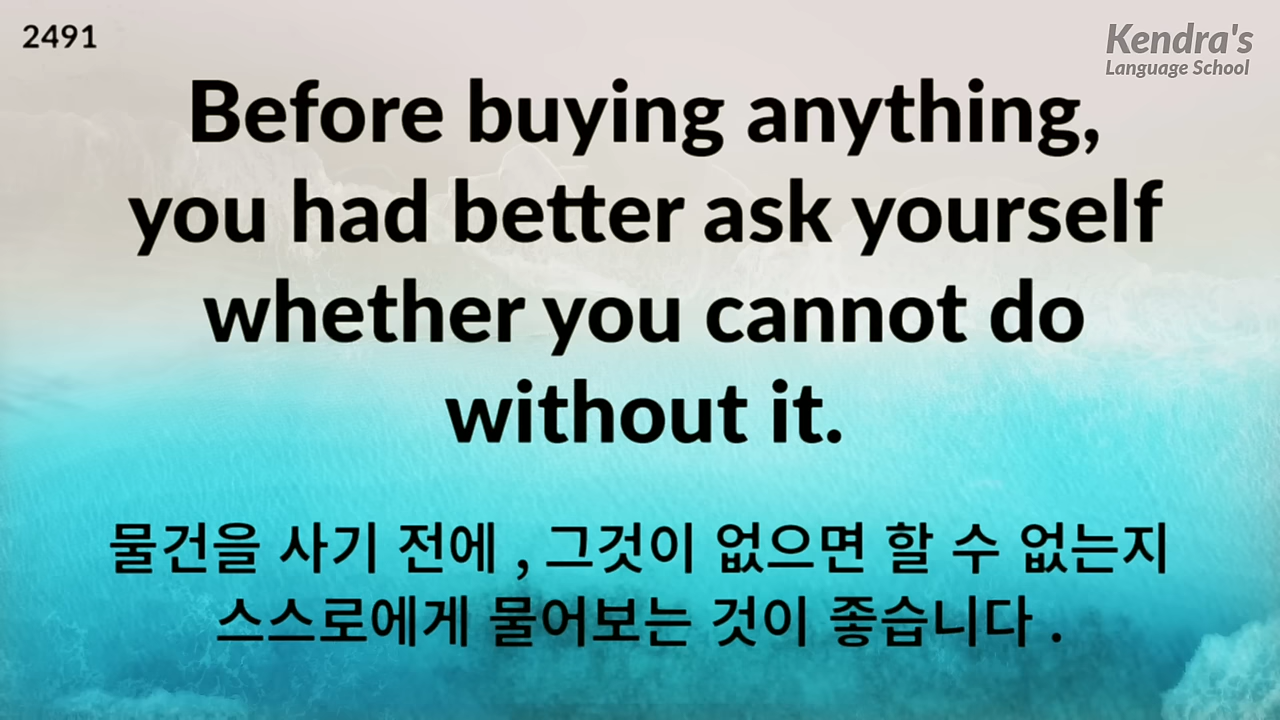 2491
Kendra's
Language School
Before buying anything,
you had better ask yourself
whether you cannot do
without it.
물건을 사기 전에 , 그것이 없으면 할 수 없는지
스스로에게 물어보는 것이 좋습니다 .